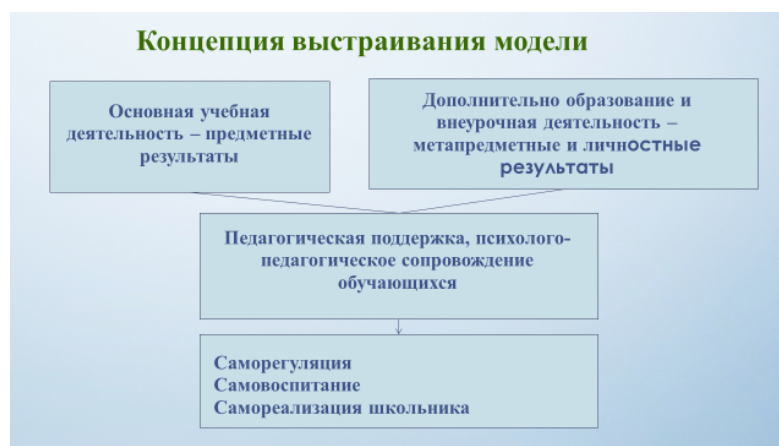 Концепция выстраивания модели
Основная учебная
деятельность – предметные
результаты
Дополнительно образование и
внеурочная деятельность –
метапредметные и личностные
результаты
Педагогическая поддержка, психолого-
педагогическое сопровождение
обучающихся
Саморегуляция
Самовоспитание
Самореализация школьника